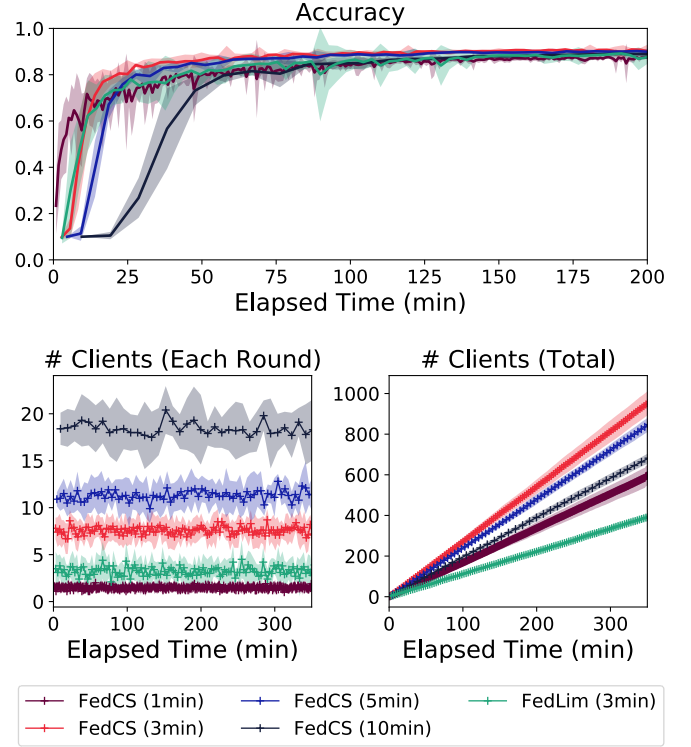 Accuracy
1.0
0.8
0.6
0.4
0.2
0.0
0 25 50 75 100 125 150 175 200
Elapsed Time (min)
# Clients (Each Round)
20
15
10
5
0
0 100 200 300
Elapsed Time (min)
# Clients (Total)
1000
800
600
400
200
0
0 100 200 300
Elapsed Time (min)
FedCS (1min) FedCS (5min) FedLim (3min)
FedCS (3min) FedCS (10min)